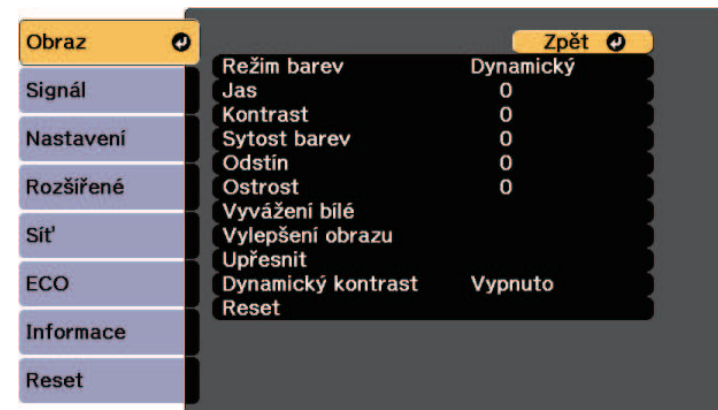 Obraz
Signál
Nastavení
Rozšířené
Síť
ECO
Informace
Reset
Zpět
Režim barev Dynamický
Jas 0
Kontrast 0
Sytost barev 0
Odstín 0
Ostrost 0
Vyvážení bílé
Vylepšení obrazu
Upřesnit
Dynamický kontrast Vypnuto
Reset